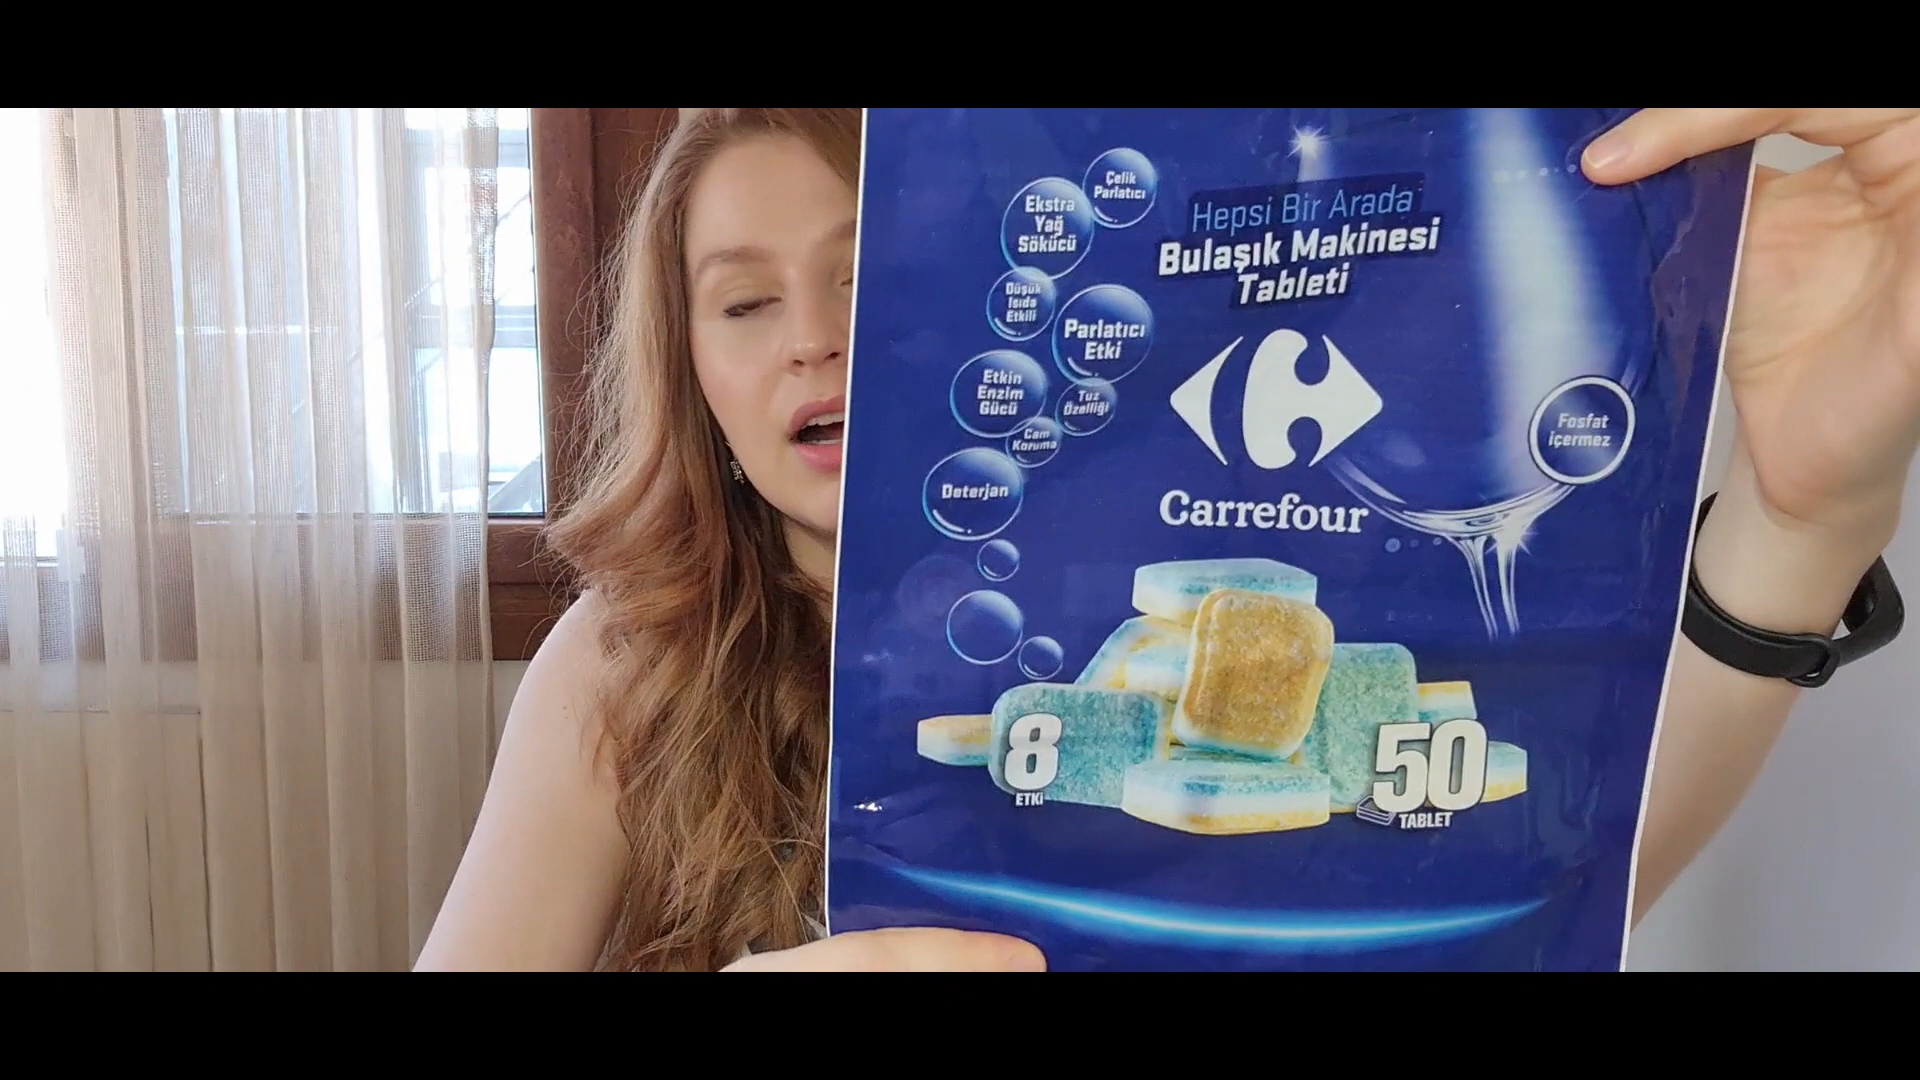 Çelik
Parlatıcı
Ekstra
Yağ
Sökücü
Düşük
Isıda
Etkili
Parlatıcı
Etki
Etkin
Enzim
Gücü
Tuz
Özelliği
Cam
Koruma
Deterjan
Hepsi Bir Arada
Bulaşık Makinesi
Tableti
Carrefour
Fosfat
içermez
8
ETKİ
50
TABLET